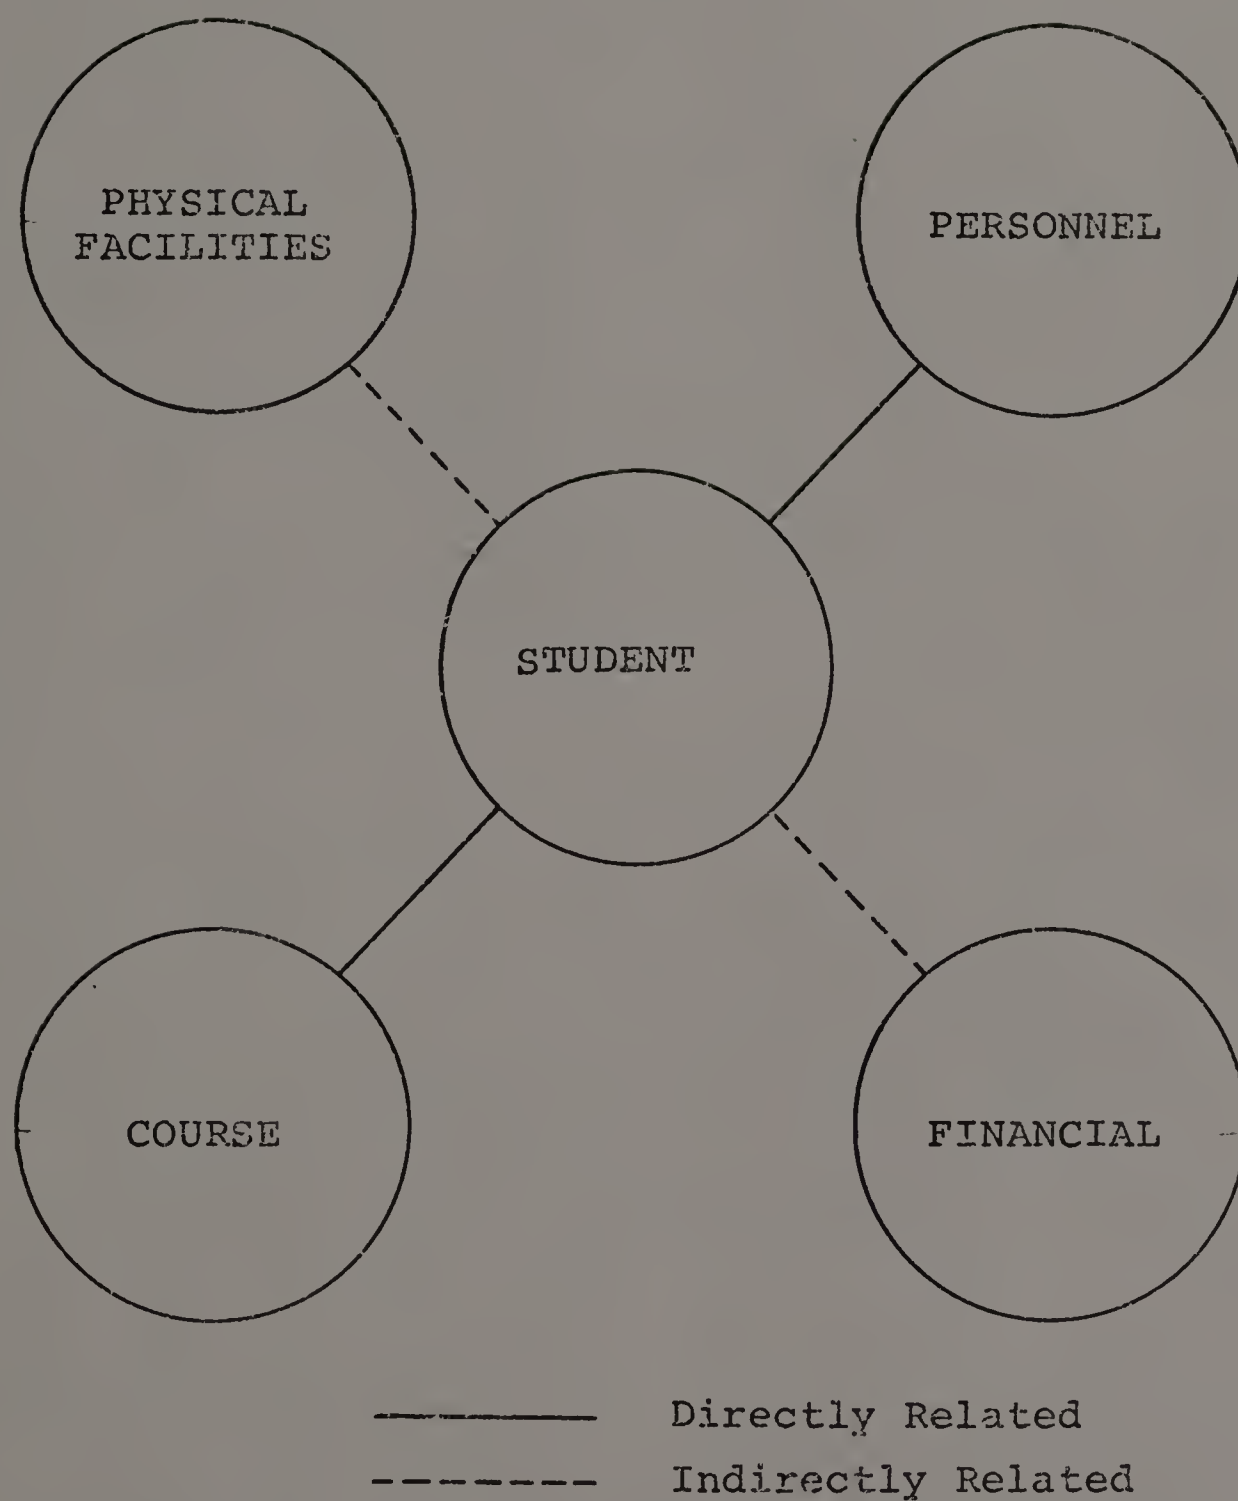 PHYSICAL
FACILITIES
PERSONNEL
STUDENT
COURSE
FINANCIAL
Directly Related
Indirectly Related